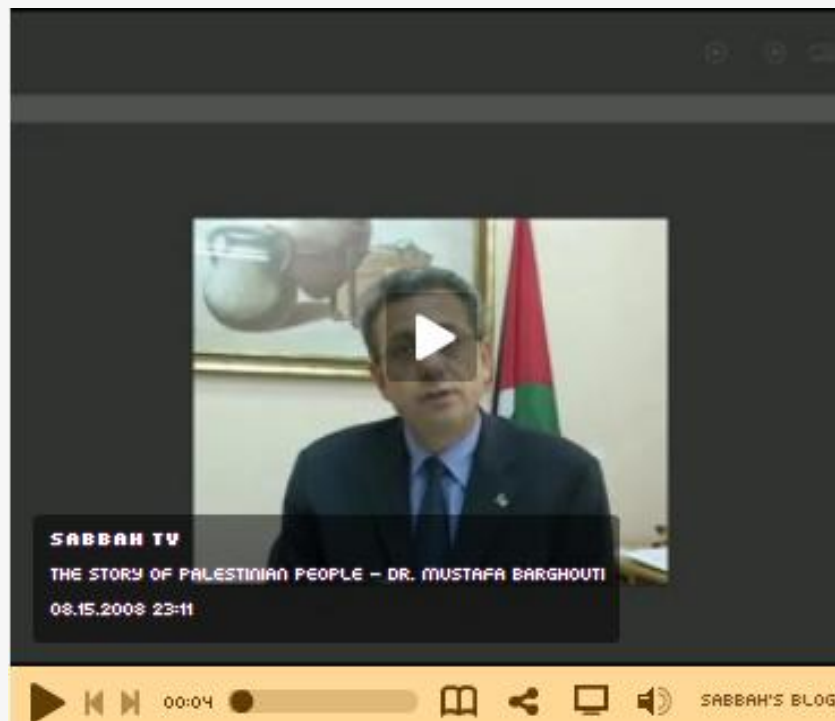 SABBAH TV
THE STORY OF PALESTINIAN PEOPLE – DR. MUSTAFA BARGHOUTI
08.15.2008 23:11
00:04
SABBAH'S BLOG